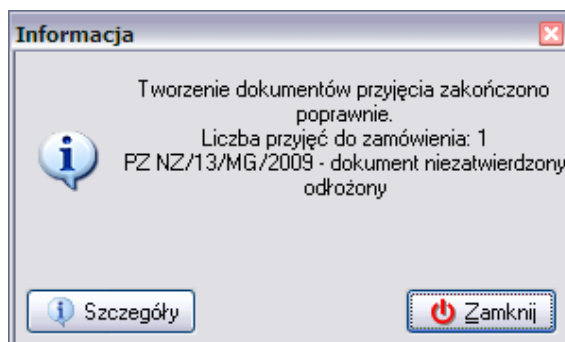 Informacja
Tworzenie dokumentów przyjęcia zakończono
poprawnie.
Liczba przyjęć do zamówienia: 1
PZ NZ/13/MG/2009 - dokument niezatwierdzony
odłożony
Szczegóły
Zamknij